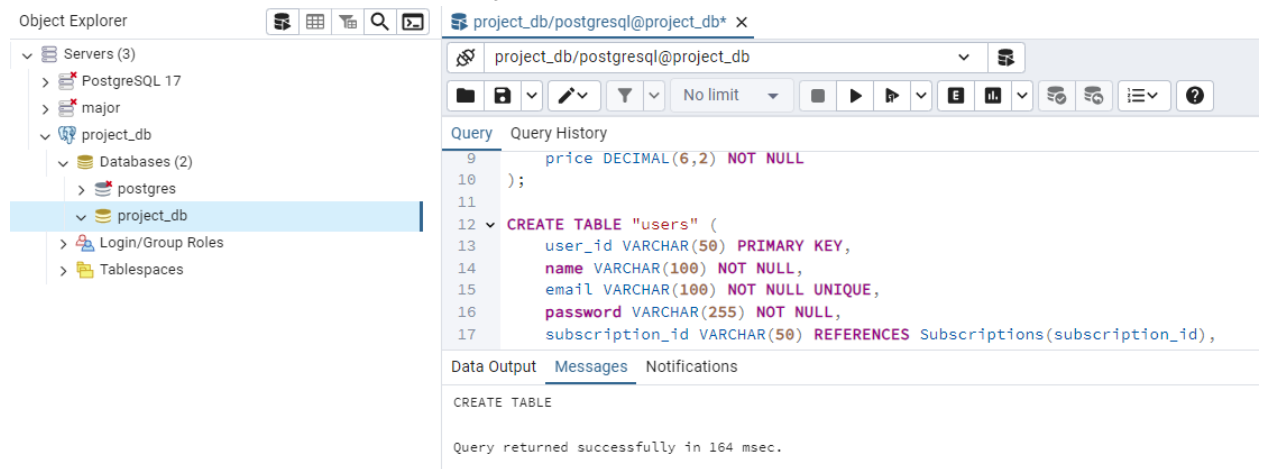 Object Explorer
project_db/postgresql@project_db*
Servers (3)
PostgreSQL 17
major
project_db
Databases (2)
postgres
project_db
Login/Group Roles
Tablespaces
project_db/postgresql@project_db
No limit
E
Query Query History
9 price DECIMAL(6,2) NOT NULL
10 );
11
12 CREATE TABLE "users" (
13 user_id VARCHAR(50) PRIMARY KEY,
14 name VARCHAR(100) NOT NULL,
15 email VARCHAR(100) NOT NULL UNIQUE,
16 password VARCHAR(255) NOT NULL,
17 subscription_id VARCHAR(50) REFERENCES Subscriptions(subscription_id),
Data Output Messages Notifications
CREATE TABLE
Query returned successfully in 164 msec.